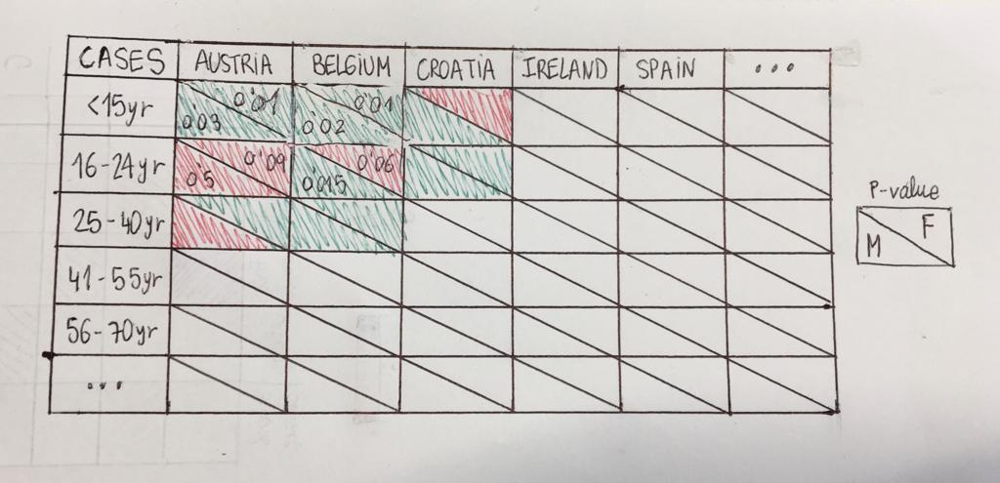 CASES AUSTRIA BELGIUM CROATIA IRELAND SPAIN ...
<15yr 0'03 0'01 0'02 0'01
16-24yr 0'5 0'09 0'015 0'06
25-40yr
41-55yr
56-70yr
...
P-value
M F